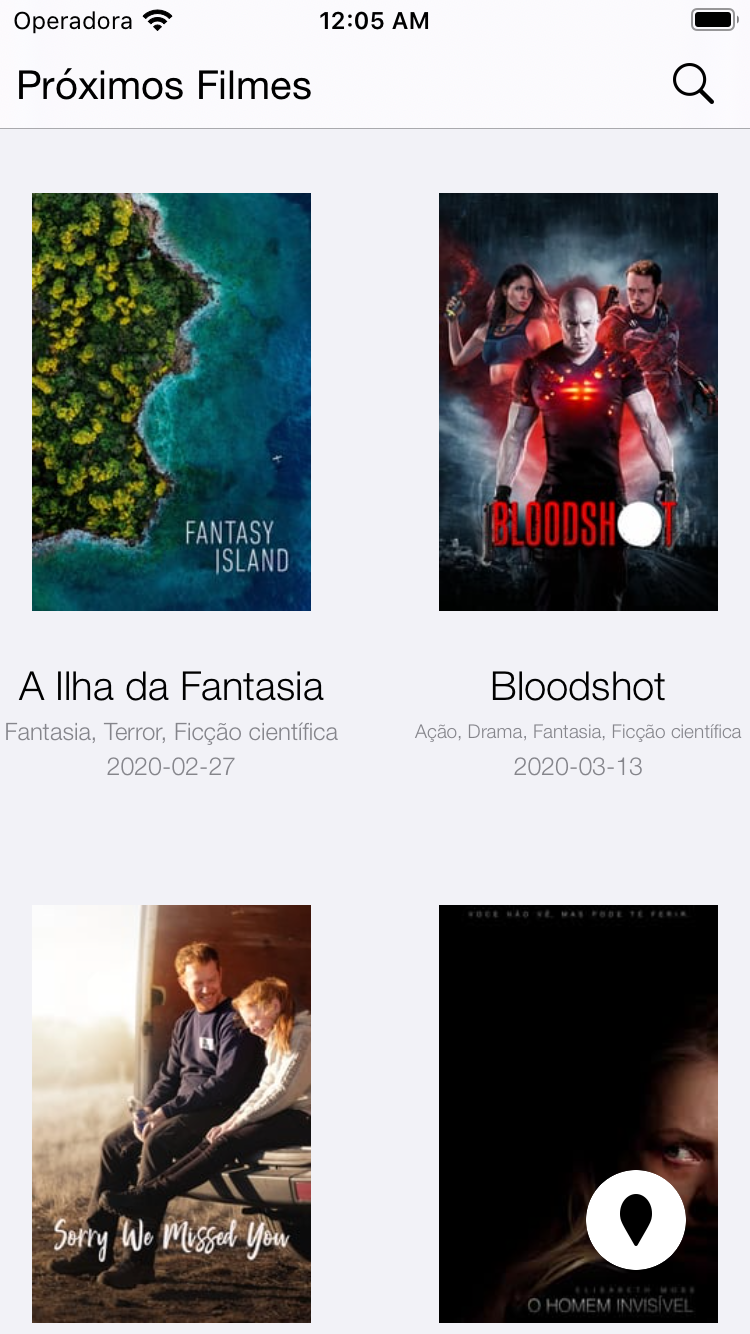 Operadora 12:05 AM
Próximos Filmes
FANTASY
ISLAND
BLOODSHOT
A Ilha da Fantasia
Fantasia, Terror, Ficção científica
2020-02-27
Bloodshot
Ação, Drama, Fantasia, Ficção científica
2020-03-13
Sorry We Missed You
VOCÊ NÃO VÊ, MAS PODE TE FERIR.
ELISABETH MOSS
O HOMEM INVISÍVEL